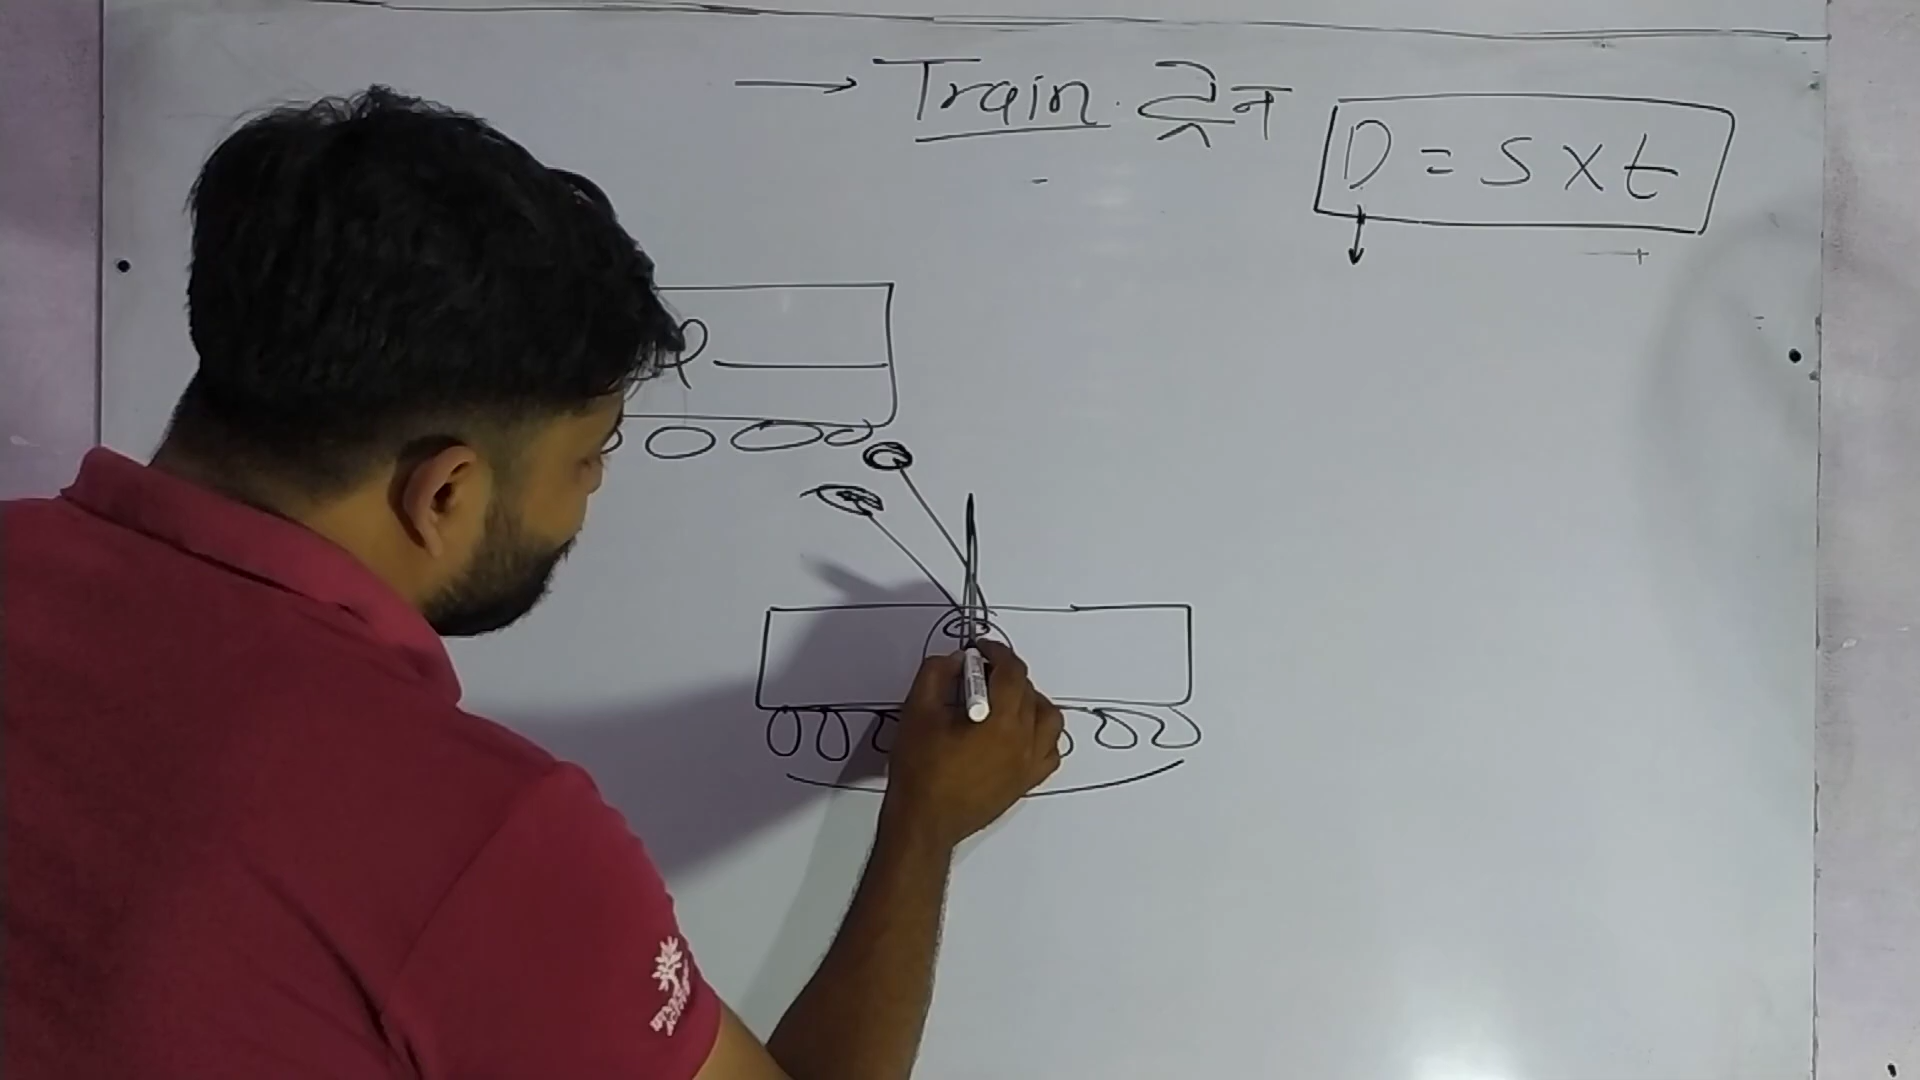 → Train. ट्रेन
D = S x t
l